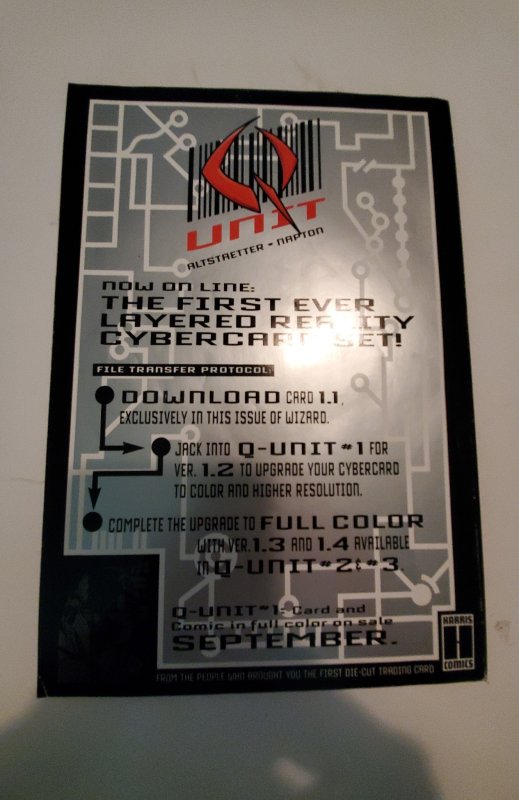 Q
UNIT
ALTSTAETTER • NAPTON
NOW ON LINE:
THE FIRST EVER
LAYERED REALITY
CYBERCARD SET!
FILE TRANSFER PROTOCOL:
DOWNLOAD CARD 1.1,
EXCLUSIVELY IN THIS ISSUE OF WIZARD.
JACK INTO Q-UNIT #1 FOR
VER. 1.2 TO UPGRADE YOUR CYBERCARD
TO COLOR AND HIGHER RESOLUTION.
COMPLETE THE UPGRADE TO FULL COLOR
WITH VER. 1.3 AND 1.4 AVAILABLE
IN Q-UNIT #2 & #3.
Q-UNIT #1: Card and
Comic in full color on sale
SEPTEMBER.
HARRIS
H
COMICS
FROM THE PEOPLE WHO BROUGHT YOU THE FIRST DIE-CUT TRADING CARD